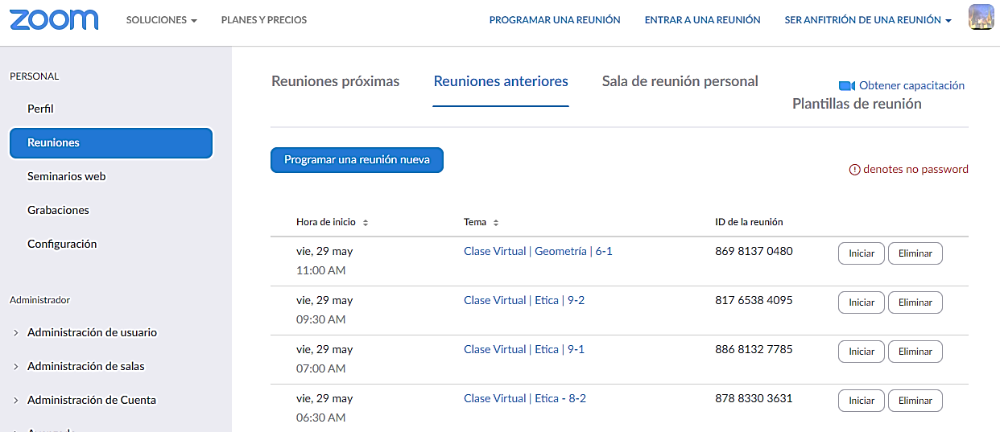 zoom SOLUCIONES PLANES Y PRECIOS PROGRAMAR UNA REUNIÓN ENTRAR A UNA REUNIÓN SER ANFITRIÓN DE UNA REUNIÓN
PERSONAL
Perfil
Reuniones
Seminarios web
Grabaciones
Configuración
Administrador
Administración de usuario
Administración de salas
Administración de Cuenta
Reuniones próximas Reuniones anteriores Sala de reunión personal
Obtener capacitación
Plantillas de reunión
Programar una reunión nueva
denotes no password
Hora de inicio Tema ID de la reunión
vie, 29 may Clase Virtual | Geometría | 6-1 869 8137 0480 Iniciar Eliminar
11:00 AM
vie, 29 may Clase Virtual | Etica | 9-2 817 6538 4095 Iniciar Eliminar
09:30 AM
vie, 29 may Clase Virtual | Etica | 9-1 886 8132 7785 Iniciar Eliminar
07:00 AM
vie, 29 may Clase Virtual | Etica - 8-2 878 8330 3631 Iniciar Eliminar
06:30 AM